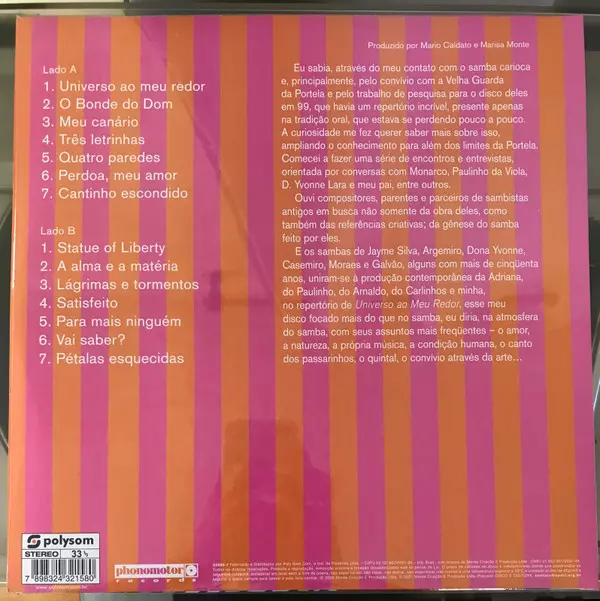 Produzido por Mario Caldato e Marisa Monte
Lado A
1. Universo ao meu redor
2. O Bonde do Dom
3. Meu canário
4. Três letrinhas
5. Quatro paredes
6. Perdoa, meu amor
7. Cantinho escondido
Lado B
1. Statue of Liberty
2. A alma e a matéria
3. Lágrimas e tormentos
4. Satisfeito
5. Para mais ninguém
6. Vai saber?
7. Pétalas esquecidas
Eu sabia, através do meu contato com o samba carioca
e, principalmente, pelo convívio com a Velha Guarda
da Portela e pelo trabalho de pesquisa para o disco deles
em 99, que havia um repertório incrível, presente apenas
na tradição oral, que estava se perdendo pouco a pouco.
A curiosidade me fez querer saber mais sobre isso,
ampliando o conhecimento para além dos limites da Portela.
Comecei a fazer uma série de encontros e entrevistas,
orientada por conversas com Monarco, Paulinho da Viola,
D. Yvonne Lara e meu pai, entre outros.
Ouvi compositores, parentes e parceiros de sambistas
antigos em busca não somente da obra deles, como
também das referências criativas; da gênese do samba
feito por eles.
E os sambas de Jayme Silva, Argemiro, Dona Yvonne,
Casemiro, Moraes e Galvão, alguns com mais de cinqüenta
anos, uniram-se à produção contemporânea da Adriana,
do Paulinho, do Arnaldo, do Carlinhos e minha,
no repertório de Universo ao Meu Redor, esse meu
disco focado mais do que no samba, eu diria, na atmosfera
do samba, com seus assuntos mais freqüentes – o amor,
a natureza, a própria música, a condição humana, o canto
dos passarinhos, o quintal, o convívio através da arte...
polysom
STEREO 33 ⅓
7 898324 321580
phonomotor
records